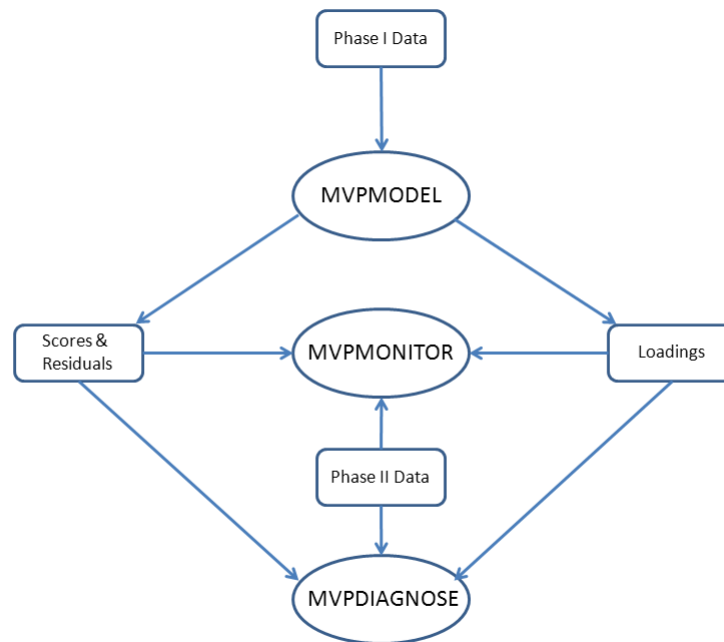 Phase I Data
MVPMODEL
Scores &
Residuals
MVPMONITOR
Loadings
Phase II Data
MVPDIAGNOSE